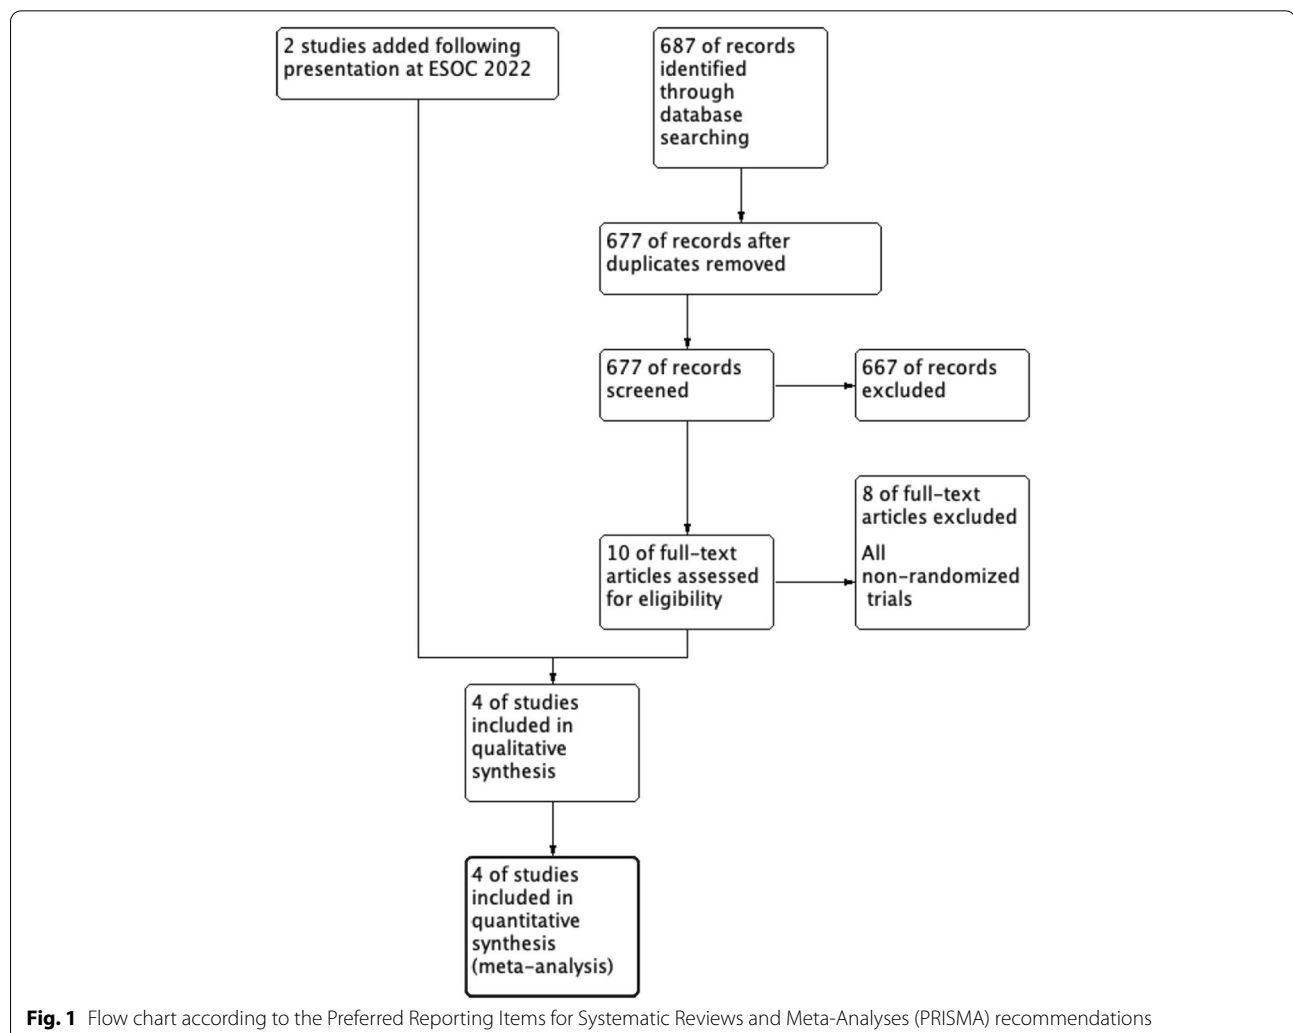 2 studies added following
presentation at ESOC 2022
687 of records
identified
through
database
searching
677 of records after
duplicates removed
677 of records
screened
667 of records
excluded
10 of full-text
articles assessed
for eligibility
8 of full-text
articles excluded
All
non-randomized
trials
4 of studies
included in
qualitative
synthesis
4 of studies
included in
quantitative
synthesis
(meta-analysis)
Fig. 1 Flow chart according to the Preferred Reporting Items for Systematic Reviews and Meta-Analyses (PRISMA) recommendations